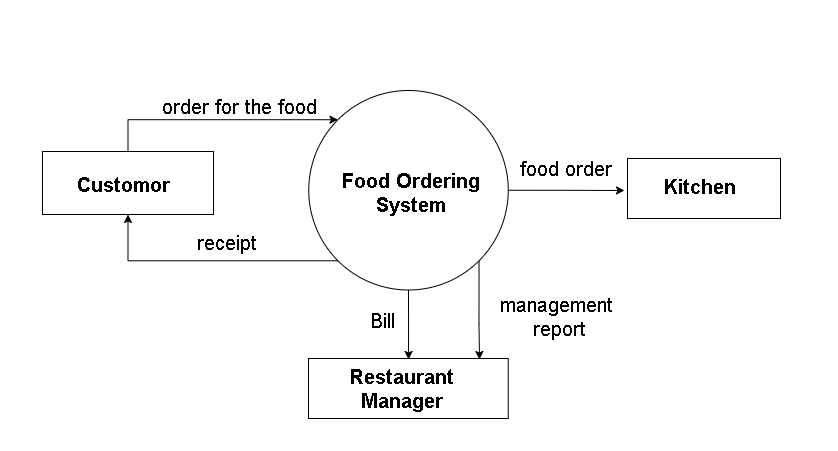 order for the food
Customor
Food Ordering
System
food order
Kitchen
receipt
Bill
management
report
Restaurant
Manager